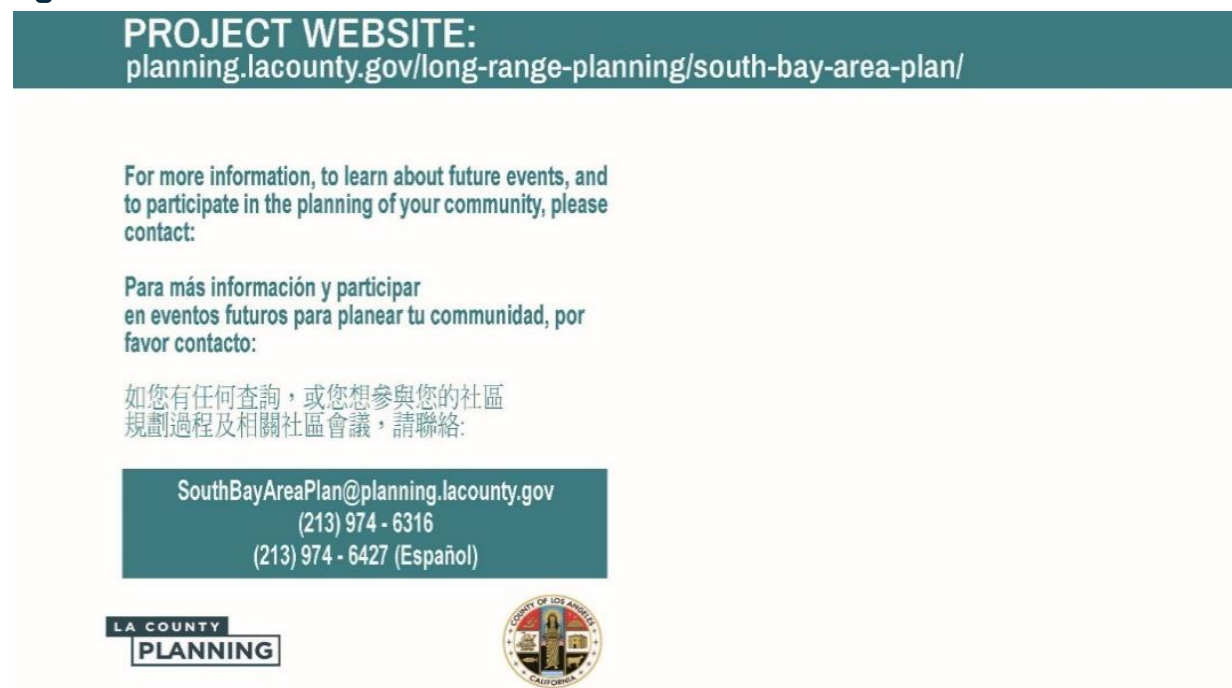 PROJECT WEBSITE:
planning.lacounty.gov/long-range-planning/south-bay-area-plan/
For more information, to learn about future events, and
to participate in the planning of your community, please
contact:
Para más información y participar
en eventos futuros para planear tu communidad, por
favor contacto:
如您有任何查詢，或您想參與您的社區
規劃過程及相關社區會議，請聯絡:
SouthBayAreaPlan@planning.lacounty.gov
(213) 974 - 6316
(213) 974 - 6427 (Español)
LA COUNTY
PLANNING
COUNTY OF LOS ANGELES
CALIFORNIA